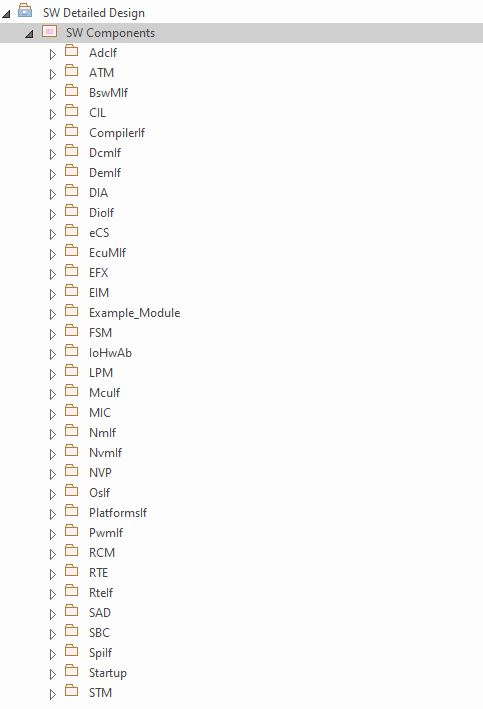 SW Detailed Design
SW Components
AdcIf
ATM
BswMIf
CIL
CompilerIf
DcmIf
DemIf
DIA
DioIf
eCS
EcuMIf
EFX
EIM
Example_Module
FSM
IoHwAb
LPM
McuIf
MIC
NmIf
NvmIf
NVP
OsIf
PlatformsIf
PwmIf
RCM
RTE
RteIf
SAD
SBC
SpiIf
Startup
STM